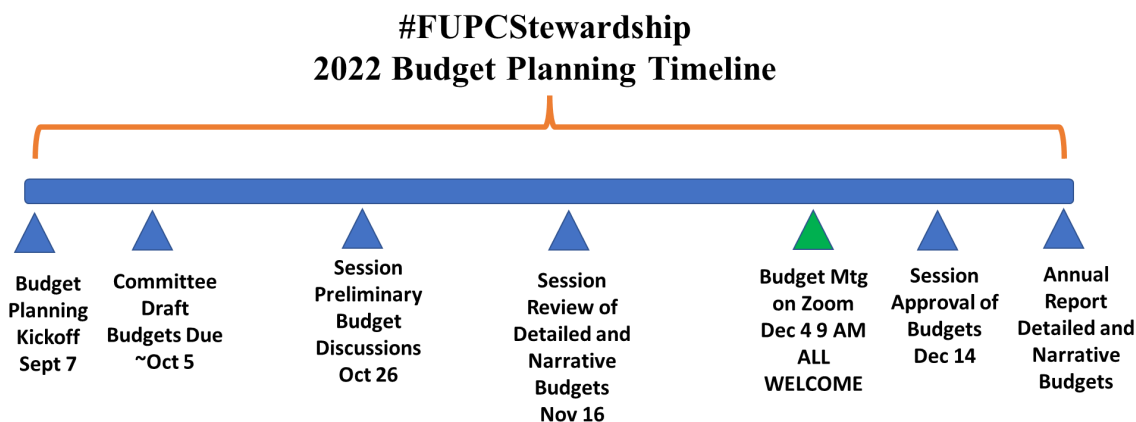 #FUPCStewardship
2022 Budget Planning Timeline
Budget
Planning
Kickoff
Sept 7
Committee
Draft
Budgets Due
~Oct 5
Session
Preliminary
Budget
Discussions
Oct 26
Session
Review of
Detailed and
Narrative
Budgets
Nov 16
Budget Mtg
on Zoom
Dec 4 9 AM
ALL
WELCOME
Session
Approval of
Budgets
Dec 14
Annual
Report
Detailed and
Narrative
Budgets